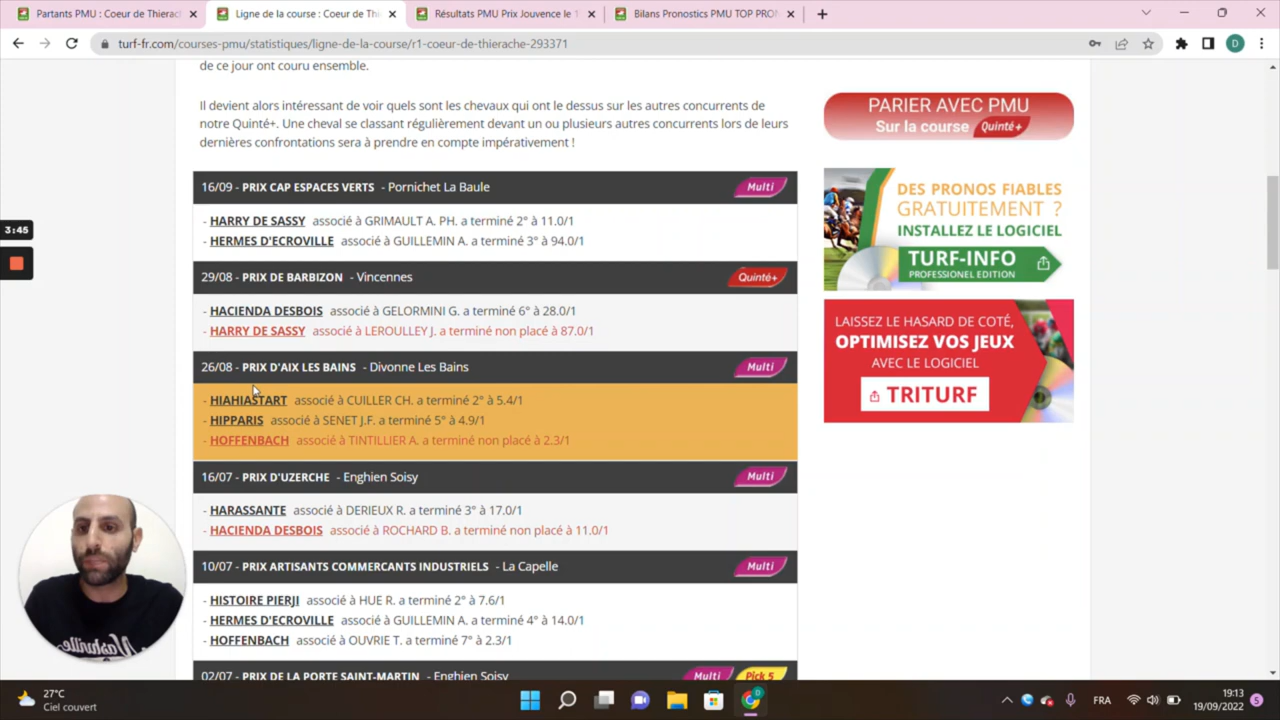 Partants PMU : Coeur de Thierach
Ligne de la course : Coeur de Thi
Résultats PMU Prix Jouvence le 1
Bilans Pronostics PMU TOP PRON
turf-fr.com/courses-pmu/statistiques/ligne-de-la-course/r1-coeur-de-thierache-293371
D
de ce jour ont couru ensemble.
Il devient alors intéressant de voir quels sont les chevaux qui ont le dessus sur les autres concurrents de
notre Quinté+. Une cheval se classant régulièrement devant un ou plusieurs autres concurrents lors de leurs
dernières confrontations sera à prendre en compte impérativement !
16/09 - PRIX CAP ESPACES VERTS - Pornichet La Baule Multi
- HARRY DE SASSY associé à GRIMAULT A. PH. a terminé 2° à 11.0/1
- HERMES D'ECROVILLE associé à GUILLEMIN A. a terminé 3° à 94.0/1
29/08 - PRIX DE BARBIZON - Vincennes Quinté+
- HACIENDA DESBOIS associé à GELORMINI G. a terminé 6° à 28.0/1
- HARRY DE SASSY associé à LEROULLEY J. a terminé non placé à 87.0/1
26/08 - PRIX D'AIX LES BAINS - Divonne Les Bains Multi
- HIAHIASTART associé à CUILLER CH. a terminé 2° à 5.4/1
- HIPPARIS associé à SENET J.F. a terminé 5° à 4.9/1
- HOFFENBACH associé à TINTILLIER A. a terminé non placé à 2.3/1
16/07 - PRIX D'UZERCHE - Enghien Soisy Multi
- HARASSANTE associé à DERIEUX R. a terminé 3° à 17.0/1
- HACIENDA DESBOIS associé à ROCHARD B. a terminé non placé à 11.0/1
10/07 - PRIX ARTISANTS COMMERCANTS INDUSTRIELS - La Capelle Multi
- HISTOIRE PIERJI associé à HUE R. a terminé 2° à 7.6/1
- HERMES D'ECROVILLE associé à GUILLEMIN A. a terminé 4° à 14.0/1
- HOFFENBACH associé à OUVRIE T. a terminé 7° à 2.3/1
02/07 - PRIX DE LA PORTE SAINT-MARTIN - Enghien Soisy Multi Pick 5
PARIER AVEC PMU
Sur la course Quinté+
DES PRONOS FIABLES
GRATUITEMENT ?
INSTALLEZ LE LOGICIEL
TURF-INFO
PROFESSIONEL EDITION
LAISSEZ LE HASARD DE COTÉ,
OPTIMISEZ VOS JEUX
AVEC LE LOGICIEL
TRITURF
3:45
Nashville
27°C
Ciel couvert
FRA
19:13
19/09/2022
5